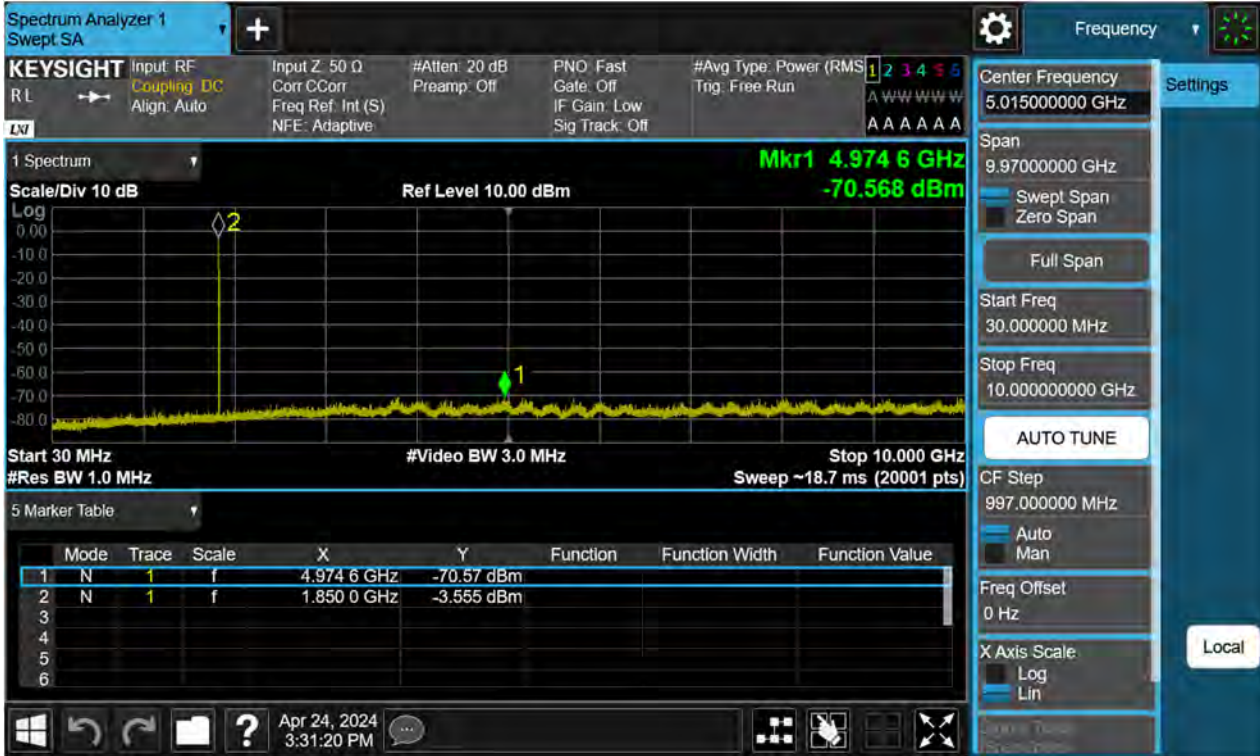 Spectrum Analyzer 1
Swept SA
+
Frequency
KEYSIGHT
RL
LXI
Input: RF
Coupling: DC
Align: Auto
Input Z: 50 Ω
Corr CCorr
Freq Ref: Int (S)
NFE: Adaptive
#Atten: 20 dB
Preamp: Off
PNO: Fast
Gate: Off
IF Gain: Low
Sig Track: Off
#Avg Type: Power (RMS
Trig: Free Run
1 2 3 4 5 6
A W W W W W
A A A A A A
Center Frequency
5.015000000 GHz
Settings
Span
9.97000000 GHz
Swept Span
Zero Span
Full Span
Start Freq
30.000000 MHz
Stop Freq
10.000000000 GHz
AUTO TUNE
CF Step
997.000000 MHz
Auto
Man
Freq Offset
0 Hz
X Axis Scale
Log
Lin
Local
1 Spectrum
Mkr1 4.974 6 GHz
-70.568 dBm
Scale/Div 10 dB
Ref Level 10.00 dBm
Log
0.00
-10.0
-20.0
-30.0
-40.0
-50.0
-60.0
-70.0
-80.0
2
1
Start 30 MHz
#Video BW 3.0 MHz
Stop 10.000 GHz
#Res BW 1.0 MHz
Sweep ~18.7 ms (20001 pts)
5 Marker Table
Mode Trace Scale X Y Function Function Width Function Value
1 N 1 f 4.974 6 GHz -70.57 dBm
2 N 1 f 1.850 0 GHz -3.555 dBm
3
4
5
6
?
Apr 24, 2024
3:31:20 PM